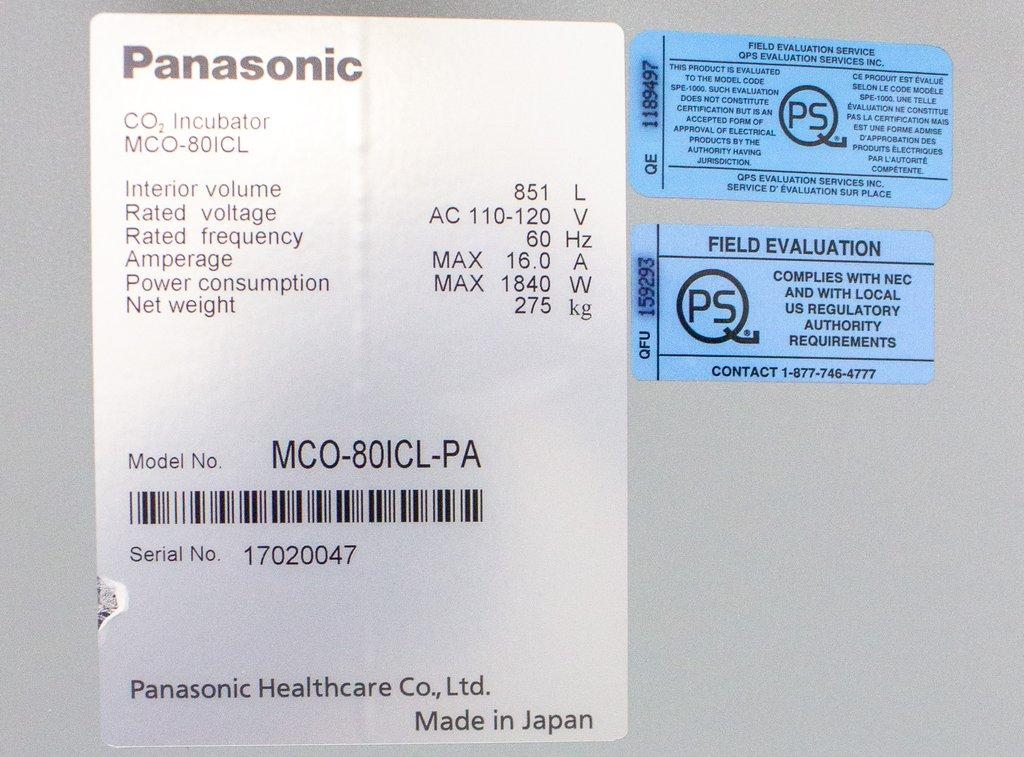 Panasonic
CO₂ Incubator
MCO-80ICL
Interior volume 851 L
Rated voltage AC 110-120 V
Rated frequency 60 Hz
Amperage MAX 16.0 A
Power consumption MAX 1840 W
Net weight 275 kg
Model No. MCO-80ICL-PA
Serial No. 17020047
Panasonic Healthcare Co., Ltd.
Made in Japan
QE 1189497
FIELD EVALUATION SERVICE
QPS EVALUATION SERVICES INC.
THIS PRODUCT IS EVALUATED
TO THE MODEL CODE
SPE-1000. SUCH EVALUATION
DOES NOT CONSTITUTE
CERTIFICATION BUT IS AN
ACCEPTED FORM OF
APPROVAL OF ELECTRICAL
PRODUCTS BY THE
AUTHORITY HAVING
JURISDICTION.
QPS®
CE PRODUIT EST ÉVALUÉ
SELON LE CODE MODÈLE
SPE-1000. UNE TELLE
ÉVALUATION NE CONSTITUE
PAS LA CERTIFICATION MAIS
EST UNE FORME ADMISE
D'APPROBATION DES
PRODUITS ÉLECTRIQUES
PAR L'AUTORITÉ
COMPÉTENTE.
QPS EVALUATION SERVICES INC.
SERVICE D' ÉVALUATION SUR PLACE
QFU 159293
FIELD EVALUATION
QPS®
COMPLIES WITH NEC
AND WITH LOCAL
US REGULATORY
AUTHORITY
REQUIREMENTS
CONTACT 1-877-746-4777